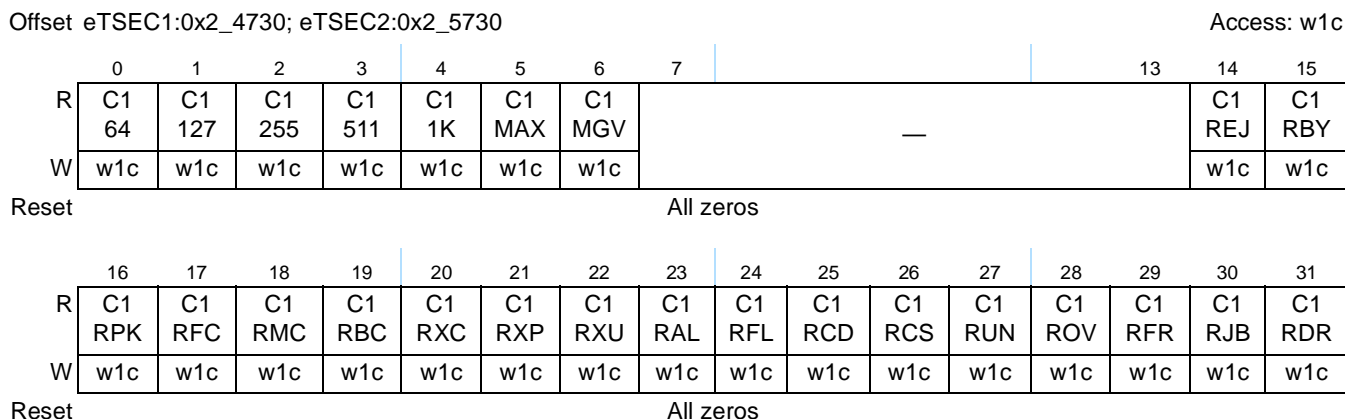 Offset eTSEC1:0x2_4730; eTSEC2:0x2_5730 Access: w1c
0 1 2 3 4 5 6 7 13 14 15
R C1 C1 C1 C1 C1 C1 C1 — C1 C1
64 127 255 511 1K MAX MGV REJ RBY
W w1c w1c w1c w1c w1c w1c w1c w1c w1c
Reset All zeros
16 17 18 19 20 21 22 23 24 25 26 27 28 29 30 31
R C1 C1 C1 C1 C1 C1 C1 C1 C1 C1 C1 C1 C1 C1 C1 C1
RPK RFC RMC RBC RXC RXP RXU RAL RFL RCD RCS RUN ROV RFR RJB RDR
W w1c w1c w1c w1c w1c w1c w1c w1c w1c w1c w1c w1c w1c w1c w1c w1c
Reset All zeros